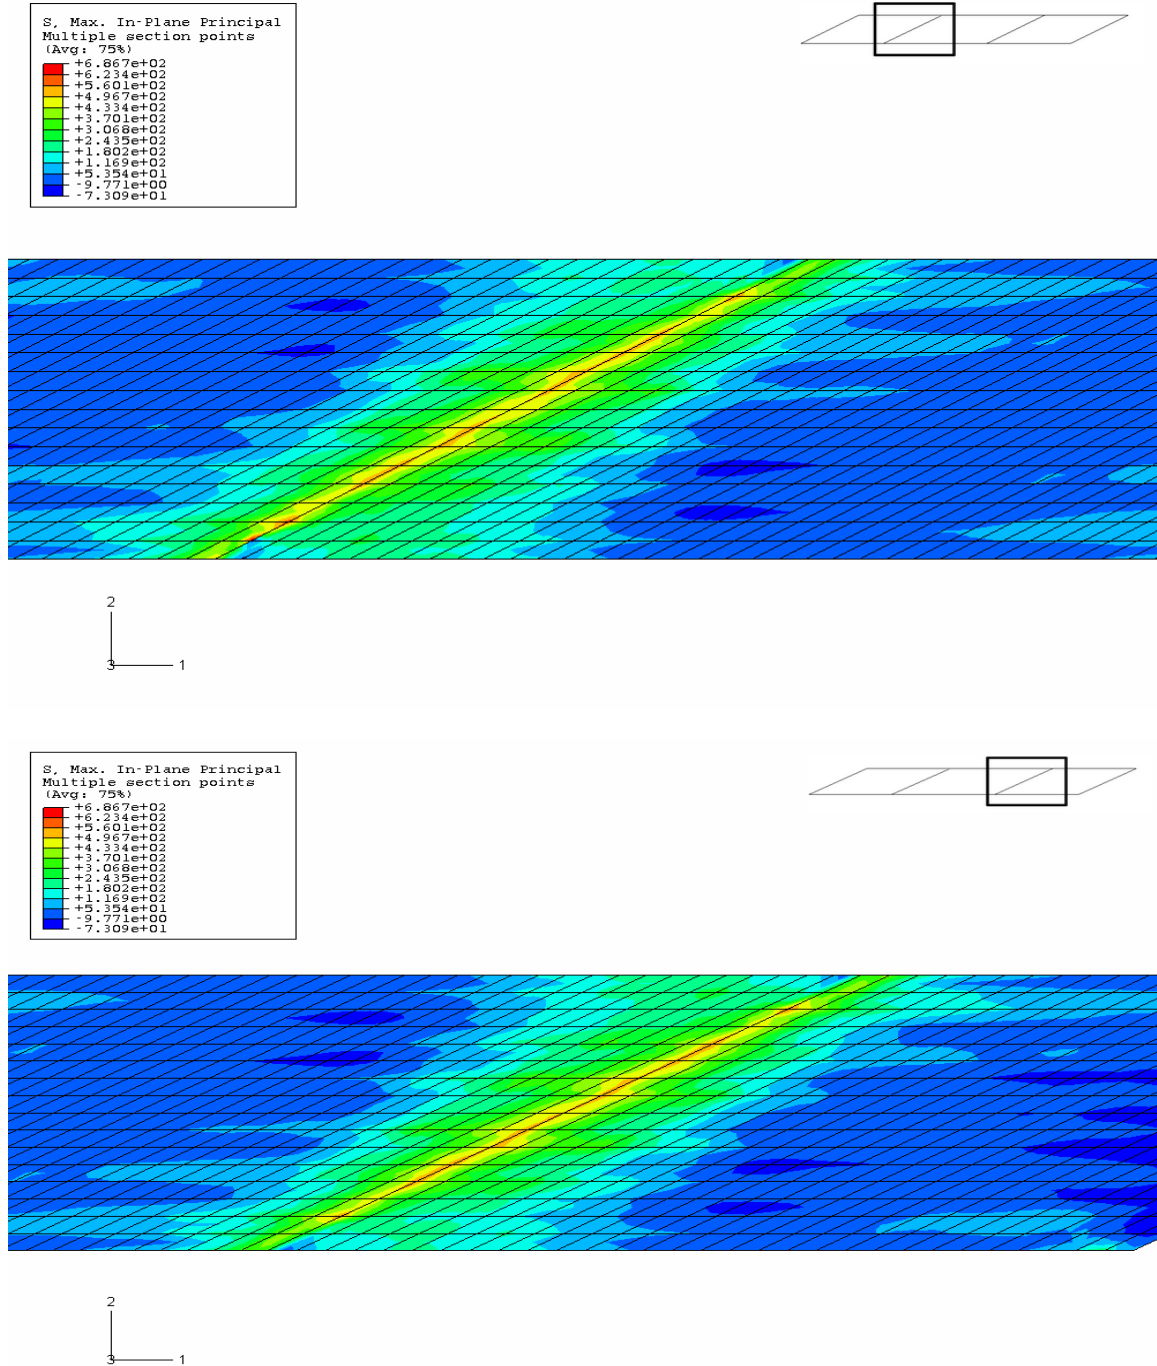 S, Max. In-Plane Principal
Multiple section points
(Avg: 75%)
+6.867e+02
+6.234e+02
+5.601e+02
+4.967e+02
+4.334e+02
+3.701e+02
+3.068e+02
+2.435e+02
+1.802e+02
+1.169e+02
+5.354e+01
-9.771e+00
-7.309e+01
2
3 1
S, Max. In-Plane Principal
Multiple section points
(Avg: 75%)
+6.867e+02
+6.234e+02
+5.601e+02
+4.967e+02
+4.334e+02
+3.701e+02
+3.068e+02
+2.435e+02
+1.802e+02
+1.169e+02
+5.354e+01
-9.771e+00
-7.309e+01
2
3 1